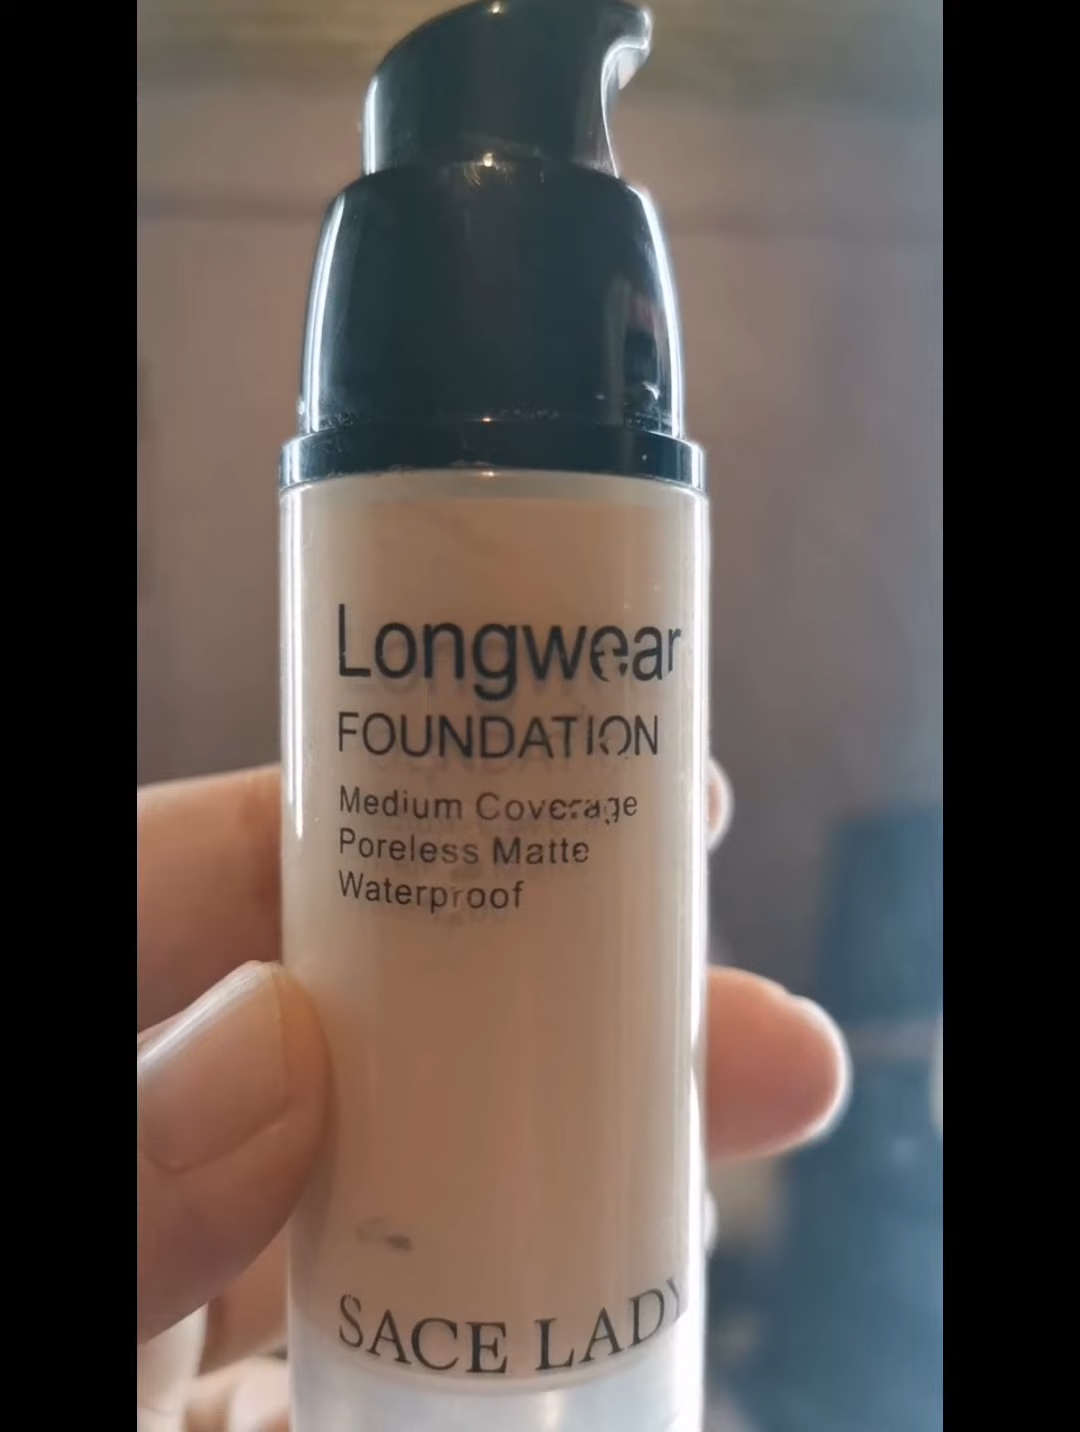 Longwear
FOUNDATION
Medium Coverage
Poreless Matte
Waterproof
SACE LADY